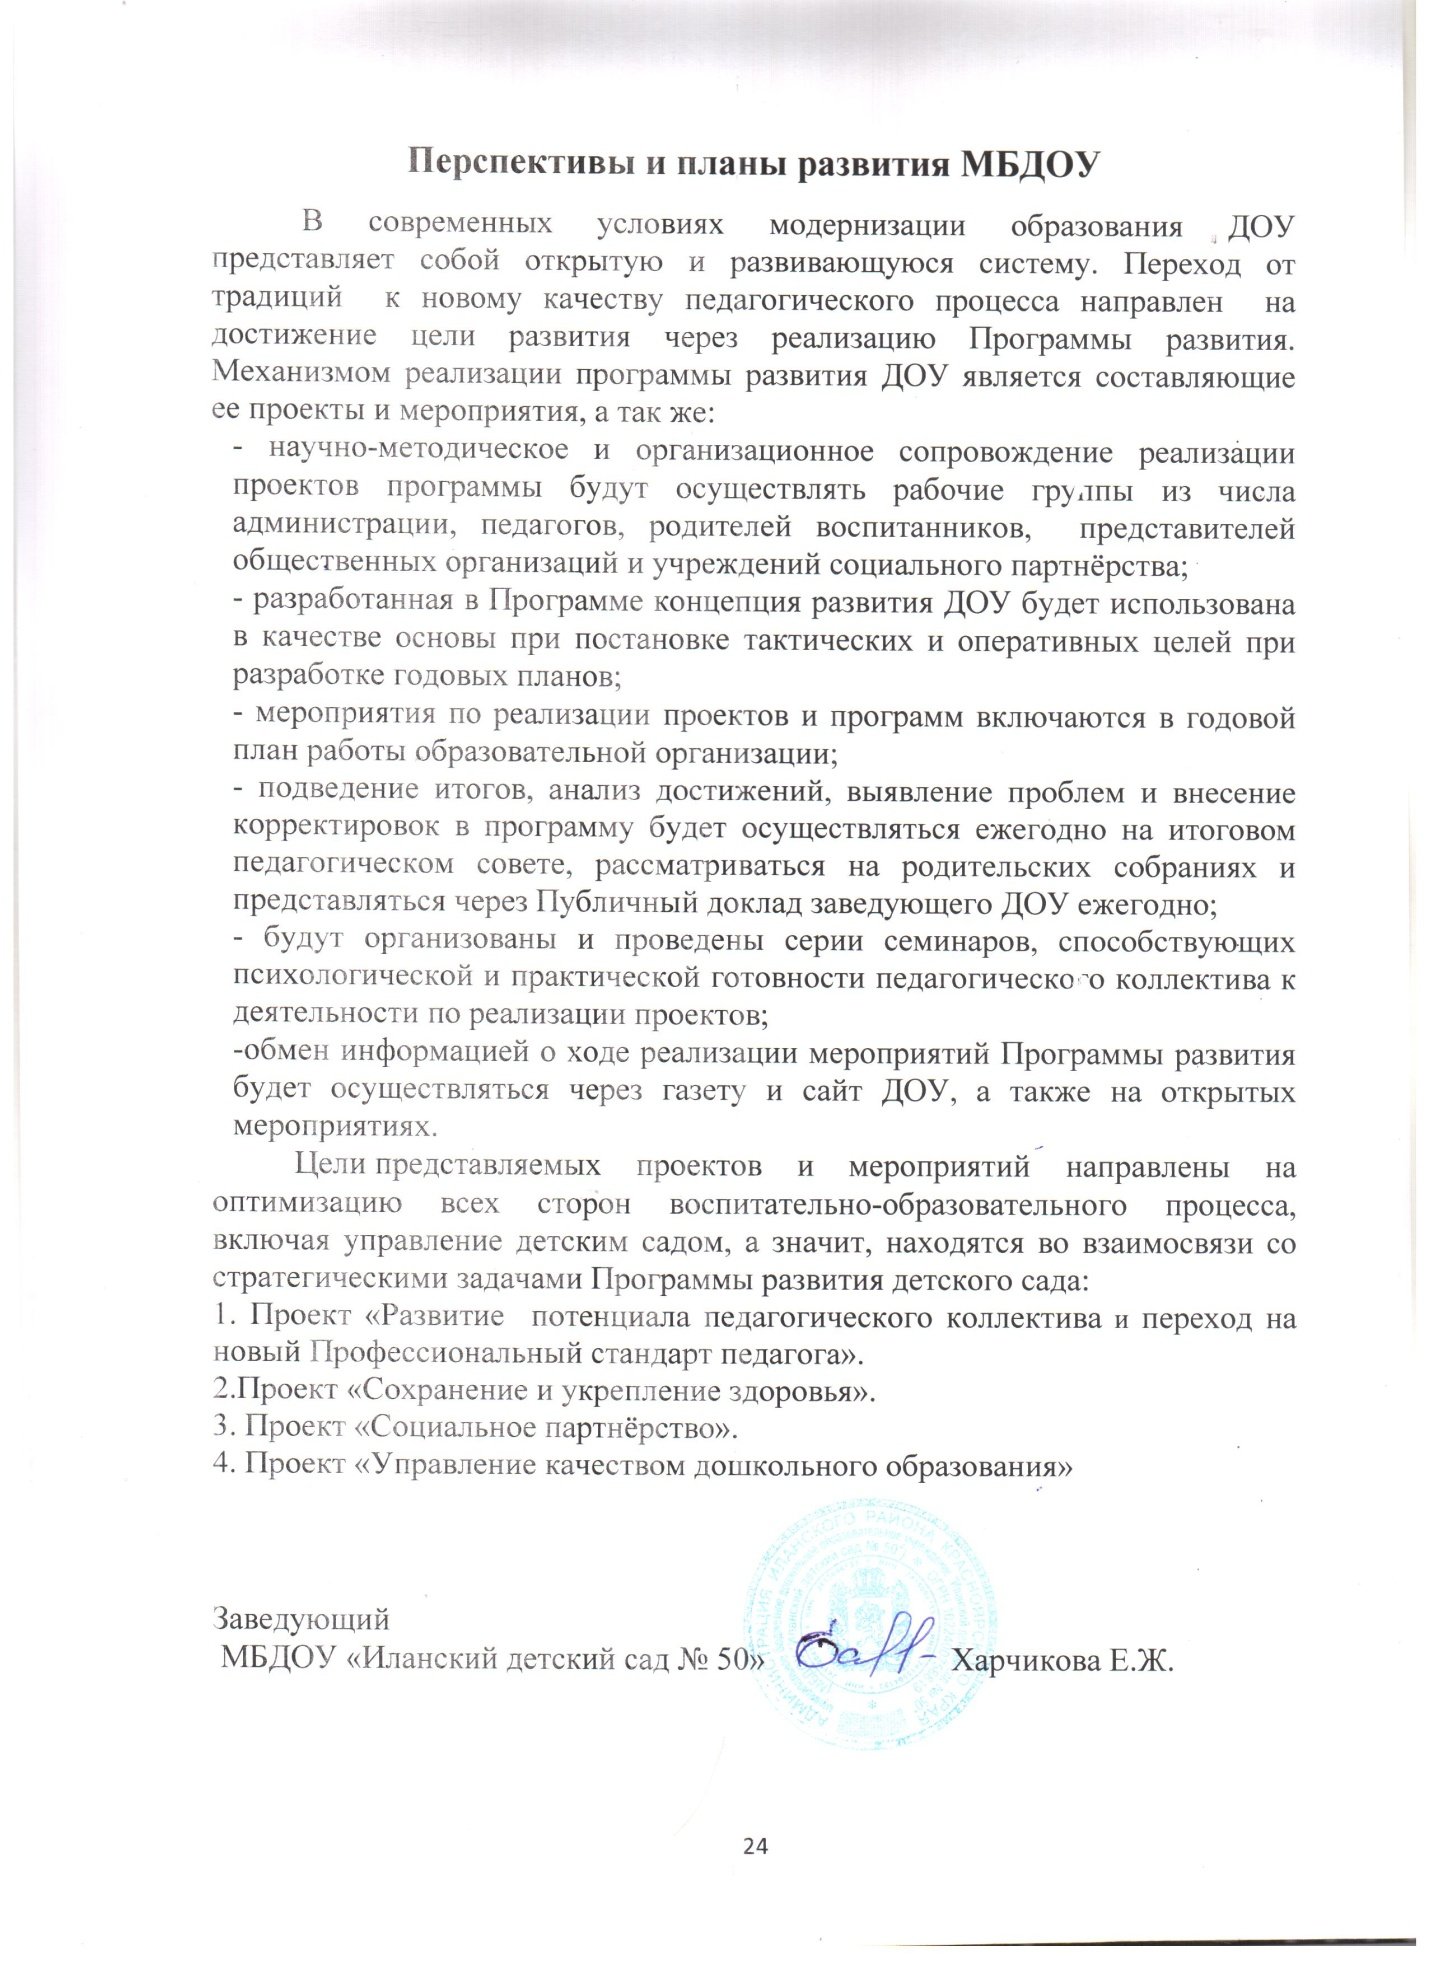 Перспективы и планы развития МБДОУ
В современных условиях модернизации образования ДОУ
представляет собой открытую и развивающуюся систему. Переход от
традиций к новому качеству педагогического процесса направлен на
достижение цели развития через реализацию Программы развития.
Механизмом реализации программы развития ДОУ является составляющие
ее проекты и мероприятия, а так же:
- научно-методическое и организационное сопровождение реализации
проектов программы будут осуществлять рабочие группы из числа
администрации, педагогов, родителей воспитанников, представителей
общественных организаций и учреждений социального партнёрства;
- разработанная в Программе концепция развития ДОУ будет использована
в качестве основы при постановке тактических и оперативных целей при
разработке годовых планов;
- мероприятия по реализации проектов и программ включаются в годовой
план работы образовательной организации;
- подведение итогов, анализ достижений, выявление проблем и внесение
корректировок в программу будет осуществляться ежегодно на итоговом
педагогическом совете, рассматриваться на родительских собраниях и
представляться через Публичный доклад заведующего ДОУ ежегодно;
- будут организованы и проведены серии семинаров, способствующих
психологической и практической готовности педагогического коллектива к
деятельности по реализации проектов;
-обмен информацией о ходе реализации мероприятий Программы развития
будет осуществляться через газету и сайт ДОУ, а также на открытых
мероприятиях.
Цели представляемых проектов и мероприятий направлены на
оптимизацию всех сторон воспитательно-образовательного процесса,
включая управление детским садом, а значит, находятся во взаимосвязи со
стратегическими задачами Программы развития детского сада:
1. Проект «Развитие потенциала педагогического коллектива и переход на
новый Профессиональный стандарт педагога».
2.Проект «Сохранение и укрепление здоровья».
3. Проект «Социальное партнёрство».
4. Проект «Управление качеством дошкольного образования»
АДМИНИСТРАЦИЯ ИЛАНСКОГО РАЙОНА КРАСНОЯРСКОГО КРАЯ
Заведующий
МБДОУ «Иланский детский сад № 50» Харчикова Е.Ж.
24